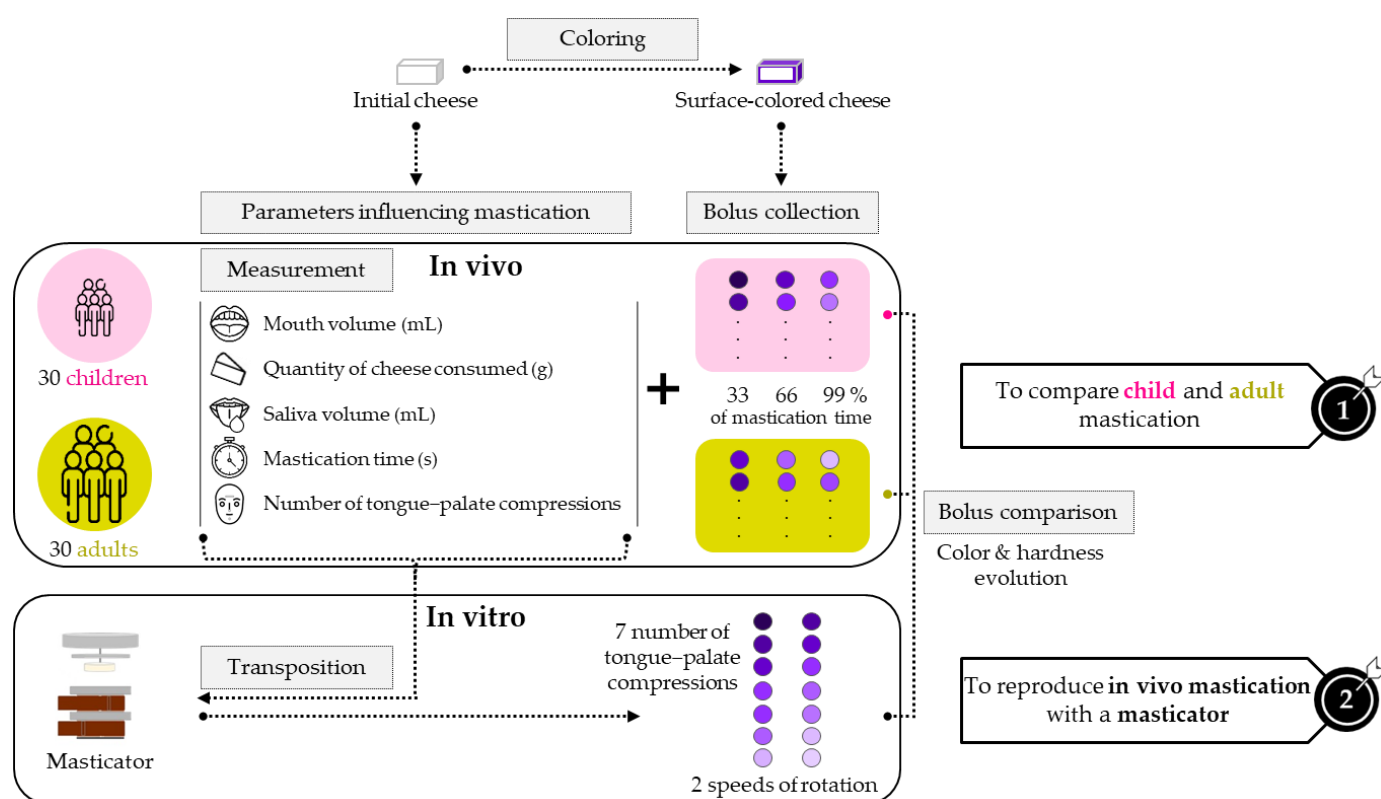 Coloring
Initial cheese
Surface-colored cheese
Parameters influencing mastication
Bolus collection
In vivo
Measurement
30 children
30 adults
Mouth volume (mL)
Quantity of cheese consumed (g)
Saliva volume (mL)
Mastication time (s)
Number of tongue–palate compressions
+
33 66 99 %
of mastication time
To compare child and adult
mastication
1
Bolus comparison
Color & hardness
evolution
In vitro
Transposition
Masticator
7 number of
tongue–palate
compressions
2 speeds of rotation
To reproduce in vivo mastication
with a masticator
2